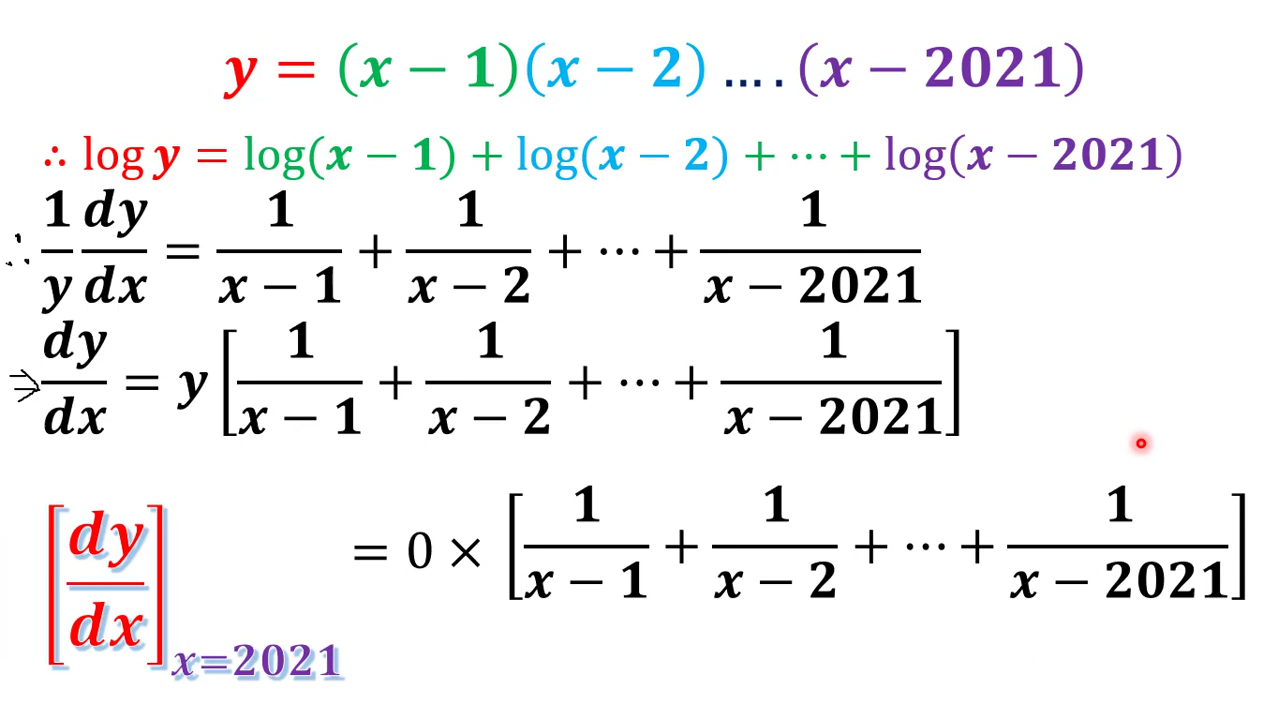 y = (x − 1)(x − 2) .... (x − 2021)
∴ log y = log(x − 1) + log(x − 2) + ⋯ + log(x − 2021)
∴ 1/y dy/dx = 1/(x − 1) + 1/(x − 2) + ⋯ + 1/(x − 2021)
⇒ dy/dx = y [1/(x − 1) + 1/(x − 2) + ⋯ + 1/(x − 2021)]
[dy/dx]x=2021 = 0 × [1/(x − 1) + 1/(x − 2) + ⋯ + 1/(x − 2021)]